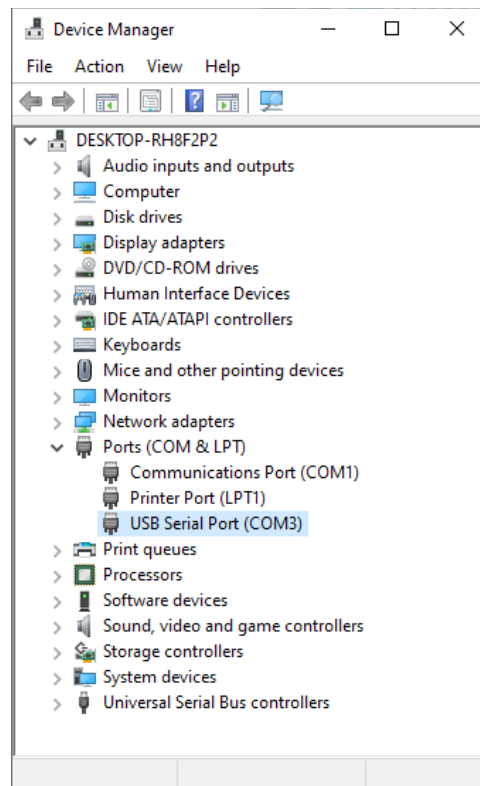 Device Manager
File Action View Help
DESKTOP-RH8F2P2
Audio inputs and outputs
Computer
Disk drives
Display adapters
DVD/CD-ROM drives
Human Interface Devices
IDE ATA/ATAPI controllers
Keyboards
Mice and other pointing devices
Monitors
Network adapters
Ports (COM & LPT)
Communications Port (COM1)
Printer Port (LPT1)
USB Serial Port (COM3)
Print queues
Processors
Software devices
Sound, video and game controllers
Storage controllers
System devices
Universal Serial Bus controllers